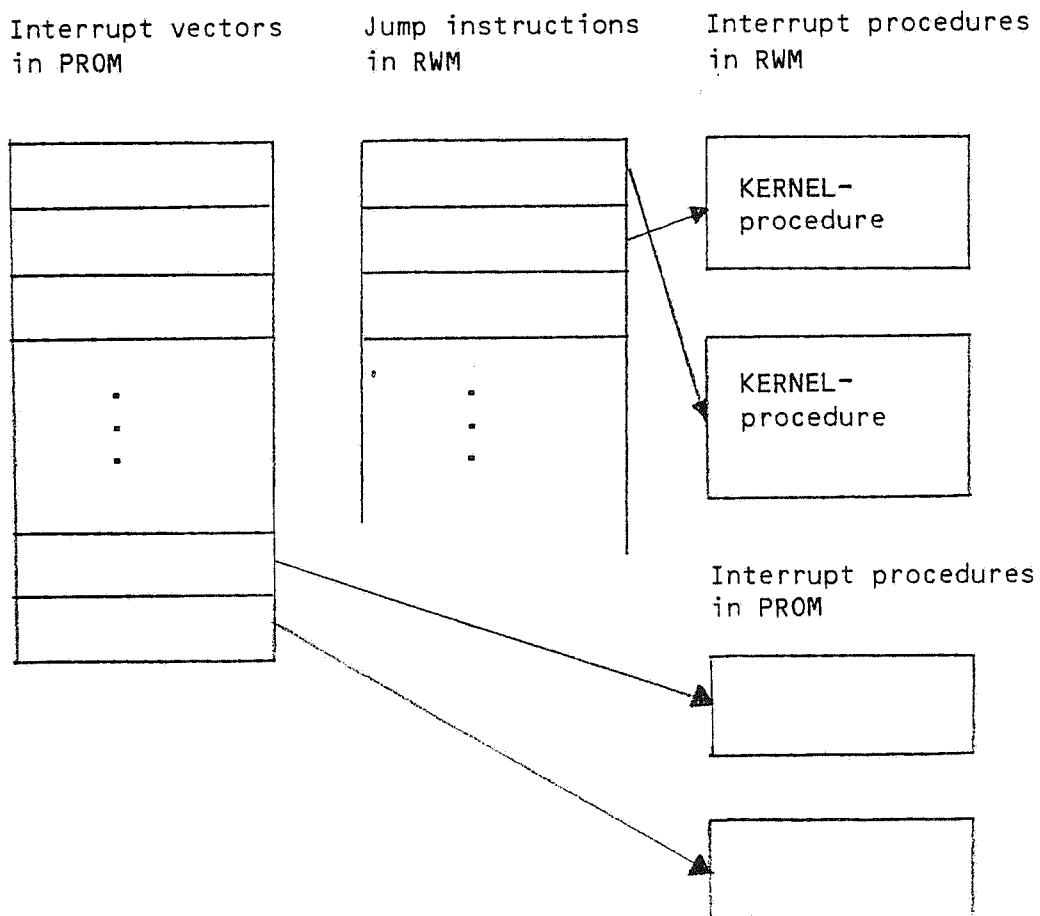 Interrupt vectors
in PROM
Jump instructions
in RWM
Interrupt procedures
in RWM
KERNEL-
procedure
KERNEL-
procedure
Interrupt procedures
in PROM